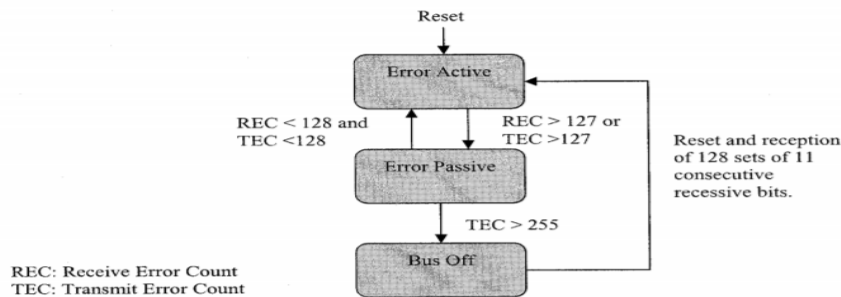 Reset
Error Active
REC < 128 and
TEC <128
REC > 127 or
TEC >127
Reset and reception
of 128 sets of 11
consecutive
recessive bits.
Error Passive
TEC > 255
Bus Off
REC: Receive Error Count
TEC: Transmit Error Count